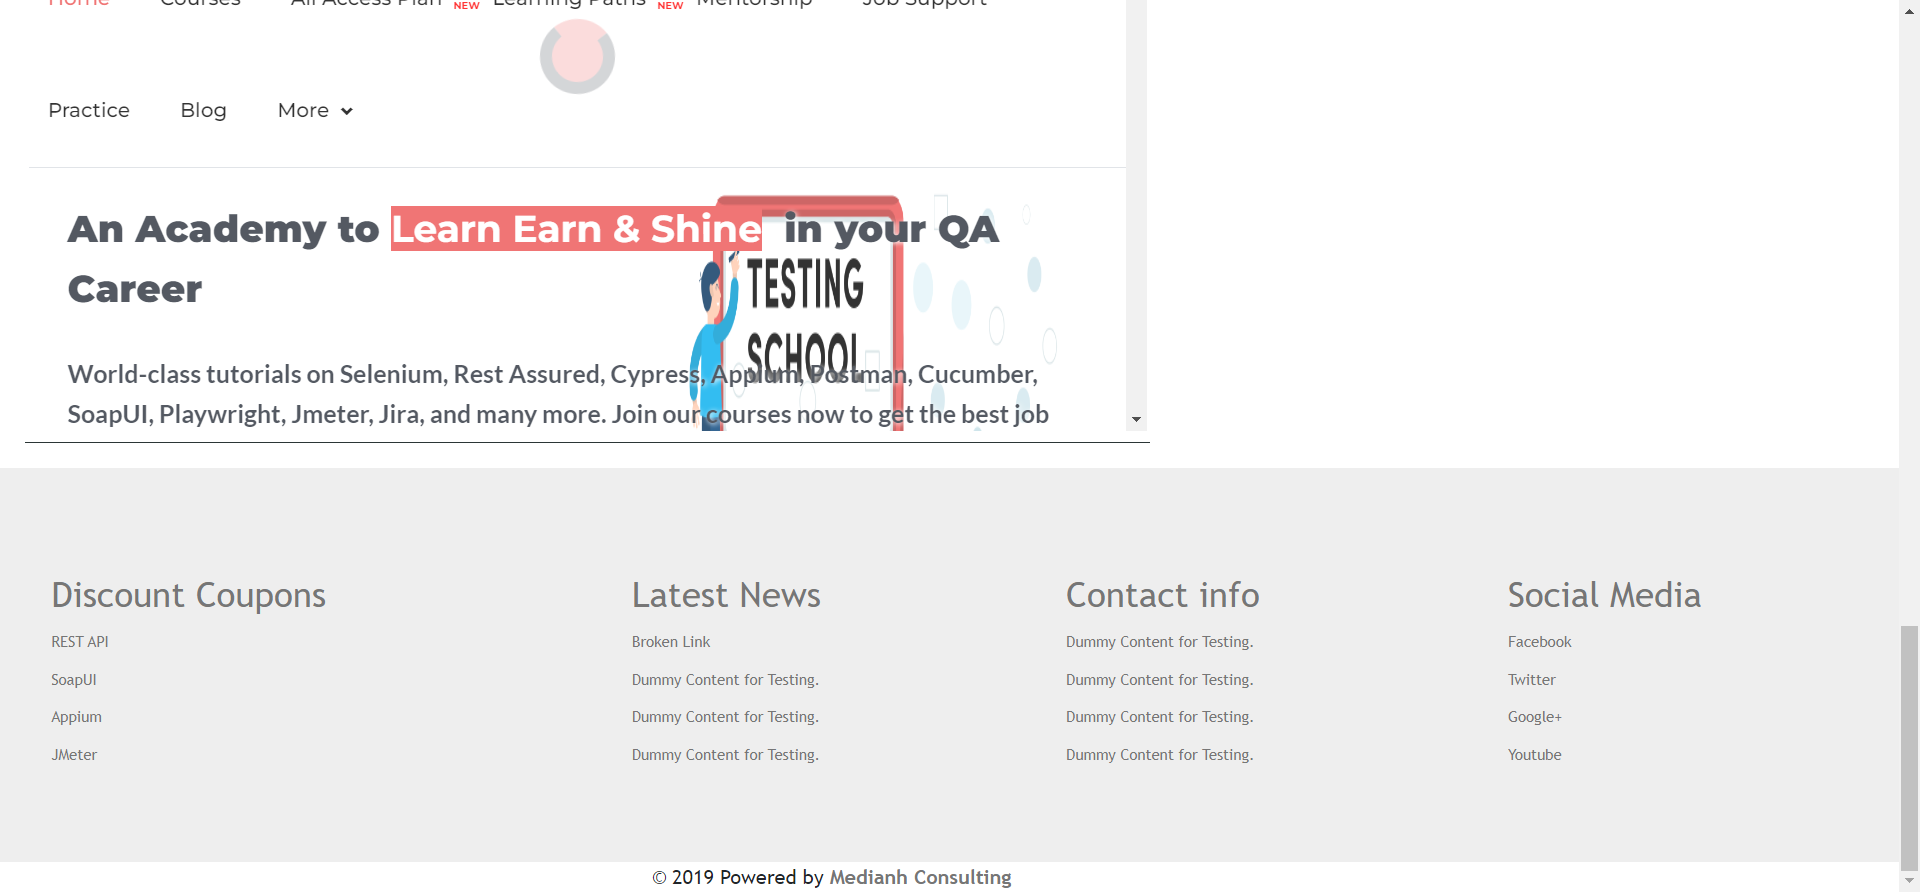 Home Courses All Access Plan NEW Learning Paths NEW Mentorship Job Support
Practice Blog More
An Academy to Learn Earn & Shine in your QA
Career
TESTING
SCHOOL
World-class tutorials on Selenium, Rest Assured, Cypress, Appium, Postman, Cucumber,
SoapUI, Playwright, Jmeter, Jira, and many more. Join our courses now to get the best job
Discount Coupons
REST API
SoapUI
Appium
JMeter
Latest News
Broken Link
Dummy Content for Testing.
Dummy Content for Testing.
Dummy Content for Testing.
Contact info
Dummy Content for Testing.
Dummy Content for Testing.
Dummy Content for Testing.
Dummy Content for Testing.
Social Media
Facebook
Twitter
Google+
Youtube
© 2019 Powered by Medianh Consulting